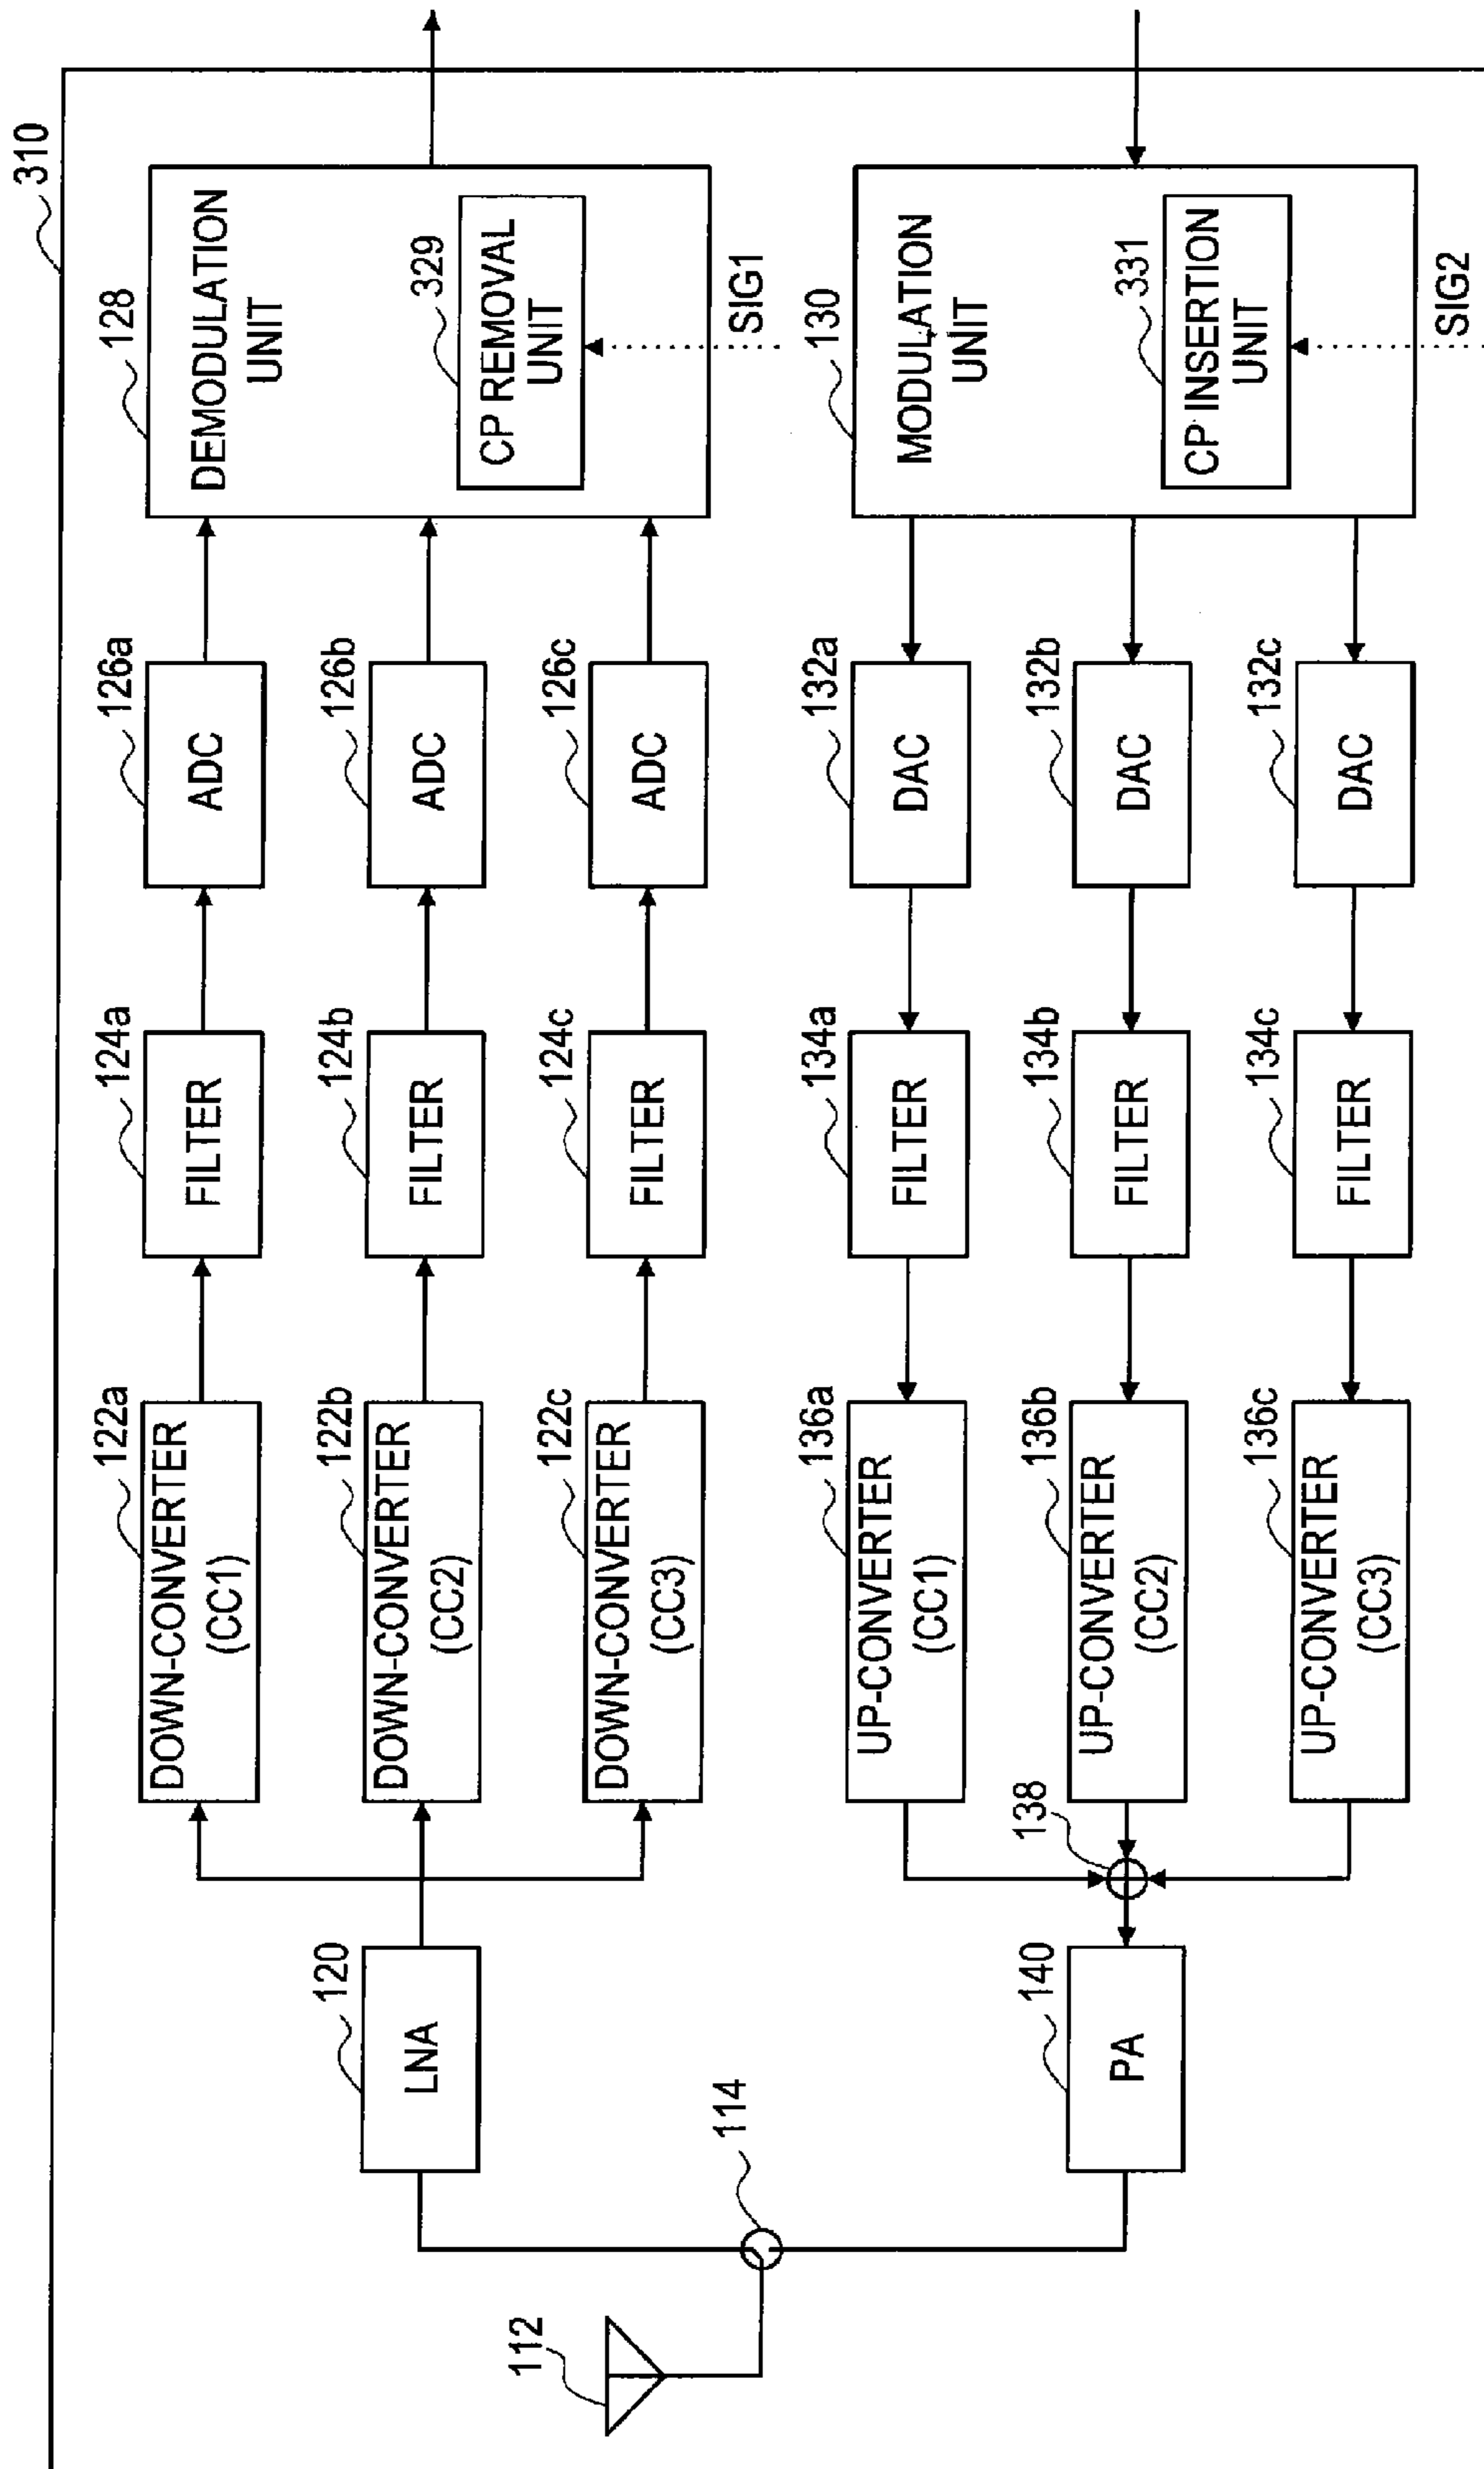 310
112
114
120
LNA
122a
DOWN-CONVERTER
(CC1)
124a
FILTER
126a
ADC
122b
DOWN-CONVERTER
(CC2)
124b
FILTER
126b
ADC
122c
DOWN-CONVERTER
(CC3)
124c
FILTER
126c
ADC
128
DEMODULATION
UNIT
329
CP REMOVAL
UNIT
SIG1
140
PA
138
136a
UP-CONVERTER
(CC1)
134a
FILTER
132a
DAC
136b
UP-CONVERTER
(CC2)
134b
FILTER
132b
DAC
136c
UP-CONVERTER
(CC3)
134c
FILTER
132c
DAC
130
MODULATION
UNIT
331
CP INSERTION
UNIT
SIG2